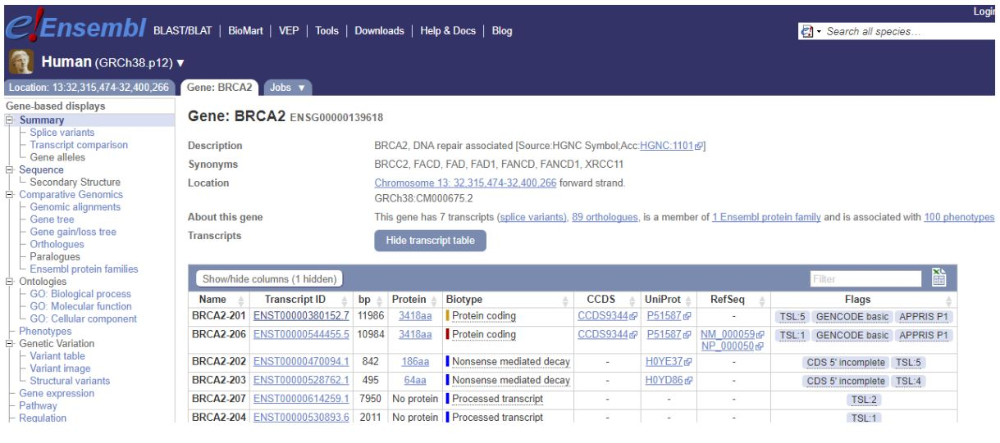 Login
e!Ensembl BLAST/BLAT | BioMart | VEP | Tools | Downloads | Help & Docs | Blog
e! Search all species...
Human (GRCh38.p12) ▼
Location: 13:32,315,474-32,400,266 Gene: BRCA2 Jobs ▼
Gene-based displays
Summary
Splice variants
Transcript comparison
Gene alleles
Sequence
Secondary Structure
Comparative Genomics
Genomic alignments
Gene tree
Gene gain/loss tree
Orthologues
Paralogues
Ensembl protein families
Ontologies
GO: Biological process
GO: Molecular function
GO: Cellular component
Phenotypes
Genetic Variation
Variant table
Variant image
Structural variants
Gene expression
Pathway
Regulation
Gene: BRCA2 ENSG00000139618
Description BRCA2, DNA repair associated [Source:HGNC Symbol;Acc:HGNC:1101]
Synonyms BRCC2, FACD, FAD, FAD1, FANCD, FANCD1, XRCC11
Location Chromosome 13: 32,315,474-32,400,266 forward strand.
GRCh38:CM000675.2
About this gene This gene has 7 transcripts (splice variants), 89 orthologues, is a member of 1 Ensembl protein family and is associated with 100 phenotypes
Transcripts Hide transcript table
Show/hide columns (1 hidden) Filter
Name Transcript ID bp Protein Biotype CCDS UniProt RefSeq Flags
BRCA2-201 ENST00000380152.7 11986 3418aa Protein coding CCDS9344 P51587 - TSL:5 GENCODE basic APPRIS P1
BRCA2-206 ENST00000544455.5 10984 3418aa Protein coding CCDS9344 P51587 NM_000059 TSL:1 GENCODE basic APPRIS P1
NP_000050
BRCA2-202 ENST00000470094.1 842 186aa Nonsense mediated decay - H0YE37 - CDS 5' incomplete TSL:5
BRCA2-203 ENST00000528762.1 495 64aa Nonsense mediated decay - H0YD86 - CDS 5' incomplete TSL:4
BRCA2-207 ENST00000614259.1 7950 No protein Processed transcript - - - TSL:2
BRCA2-204 ENST00000530893.6 2011 No protein Processed transcript - - - TSL:1